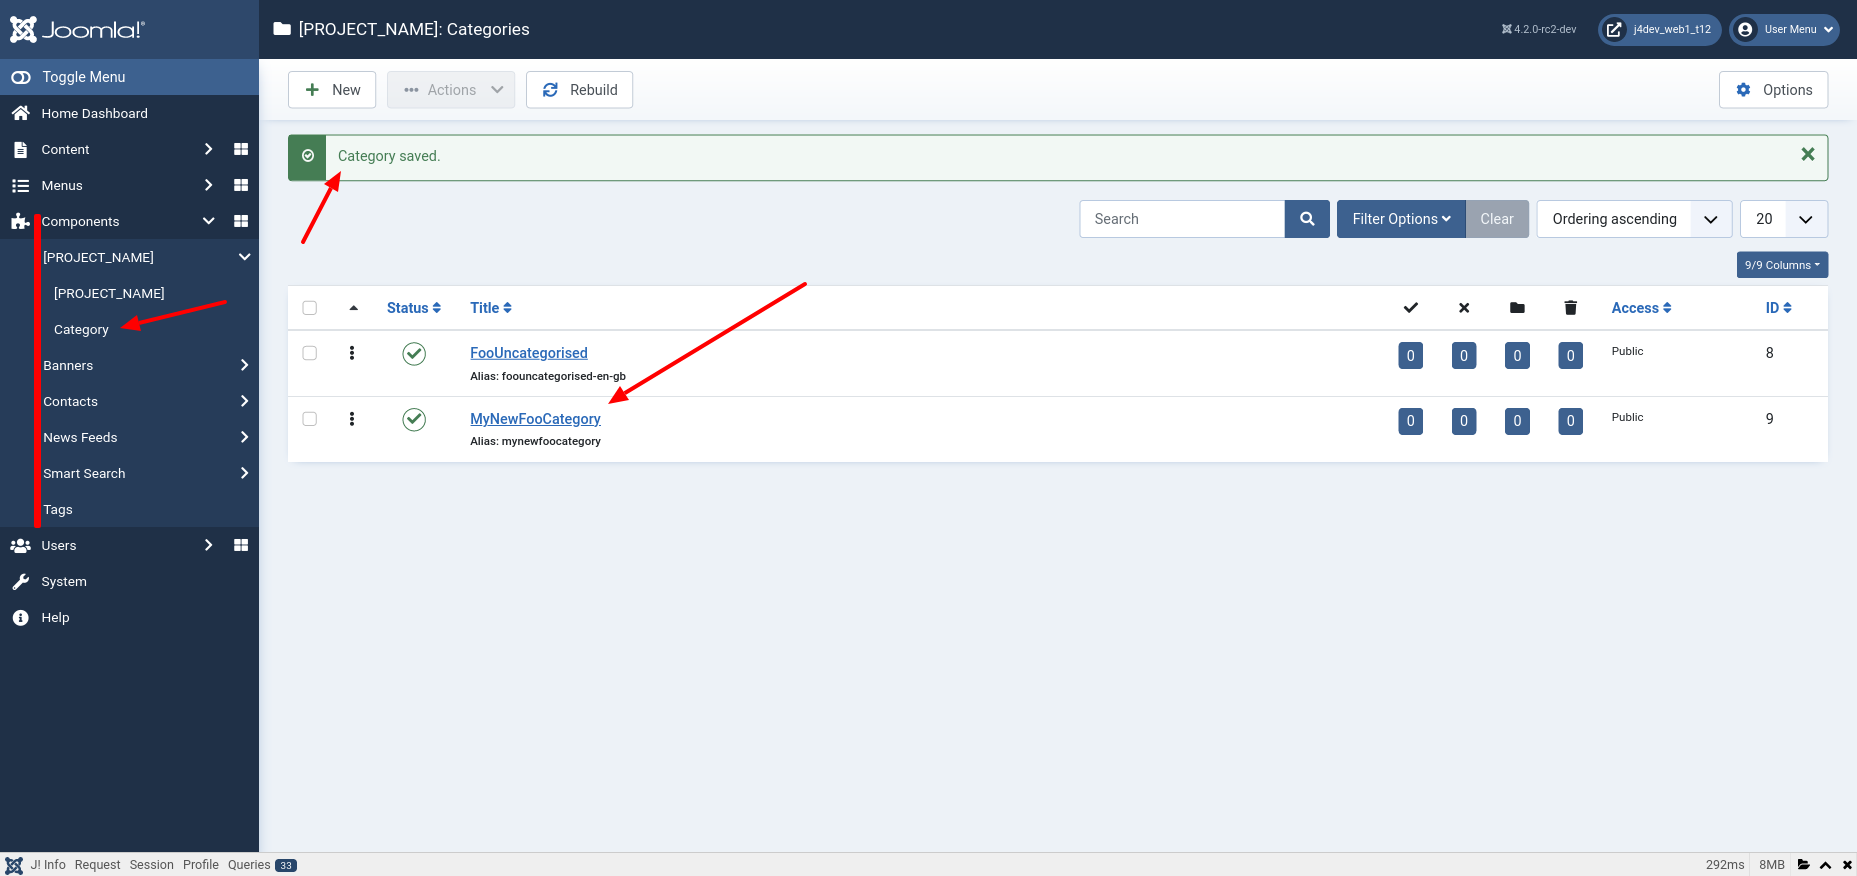 Joomla!®
[PROJECT_NAME]: Categories
4.2.0-rc2-dev
j4dev_web1_t12
User Menu
Toggle Menu
Home Dashboard
Content
Menus
Components
[PROJECT_NAME]
[PROJECT_NAME]
Category
Banners
Contacts
News Feeds
Smart Search
Tags
Users
System
Help
New
Actions
Rebuild
Options
Category saved.
Search
Filter Options
Clear
Ordering ascending
20
9/9 Columns
Status
Title
Access
ID
FooUncategorised
Alias: foouncategorised-en-gb
0 0 0 0
Public
8
MyNewFooCategory
Alias: mynewfoocategory
0 0 0 0
Public
9
J! Info Request Session Profile Queries 33
292ms 8MB